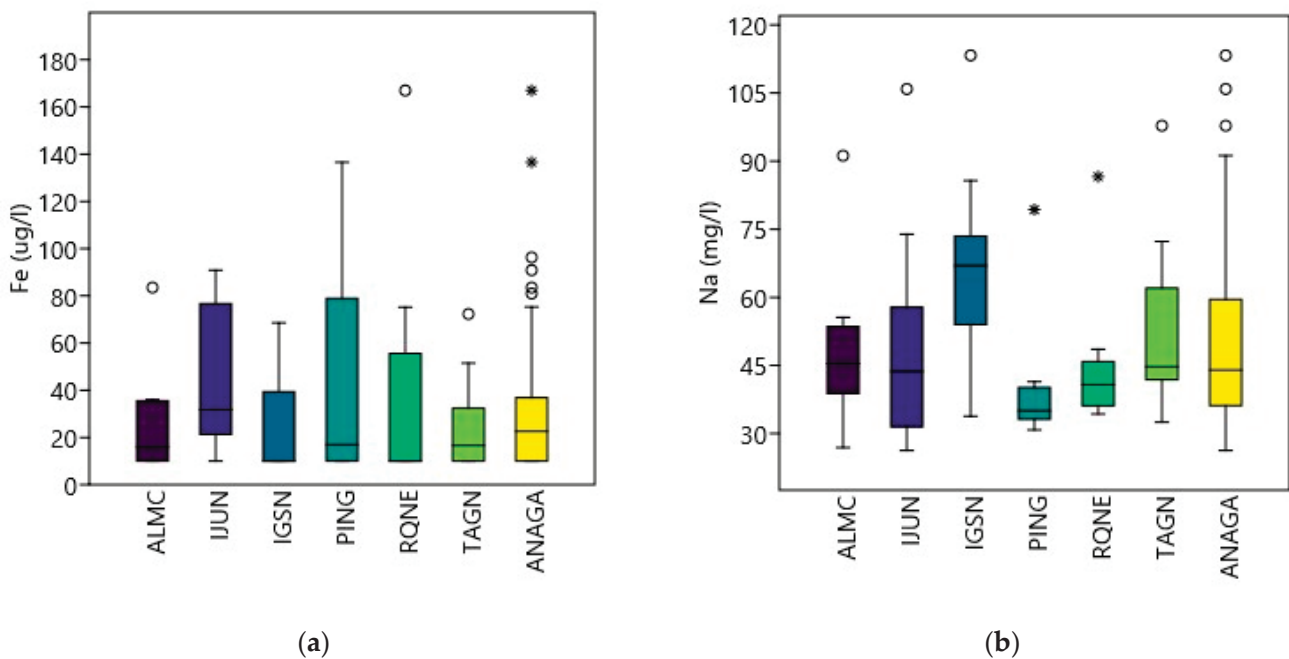 Fe (ug/l)
180
160
140
120
100
80
60
40
20
0
ALMC
IJUN
IGSN
PING
RQNE
TAGN
ANAGA
(a)
Na (mg/l)
120
105
90
75
60
45
30
ALMC
IJUN
IGSN
PING
RQNE
TAGN
ANAGA
(b)